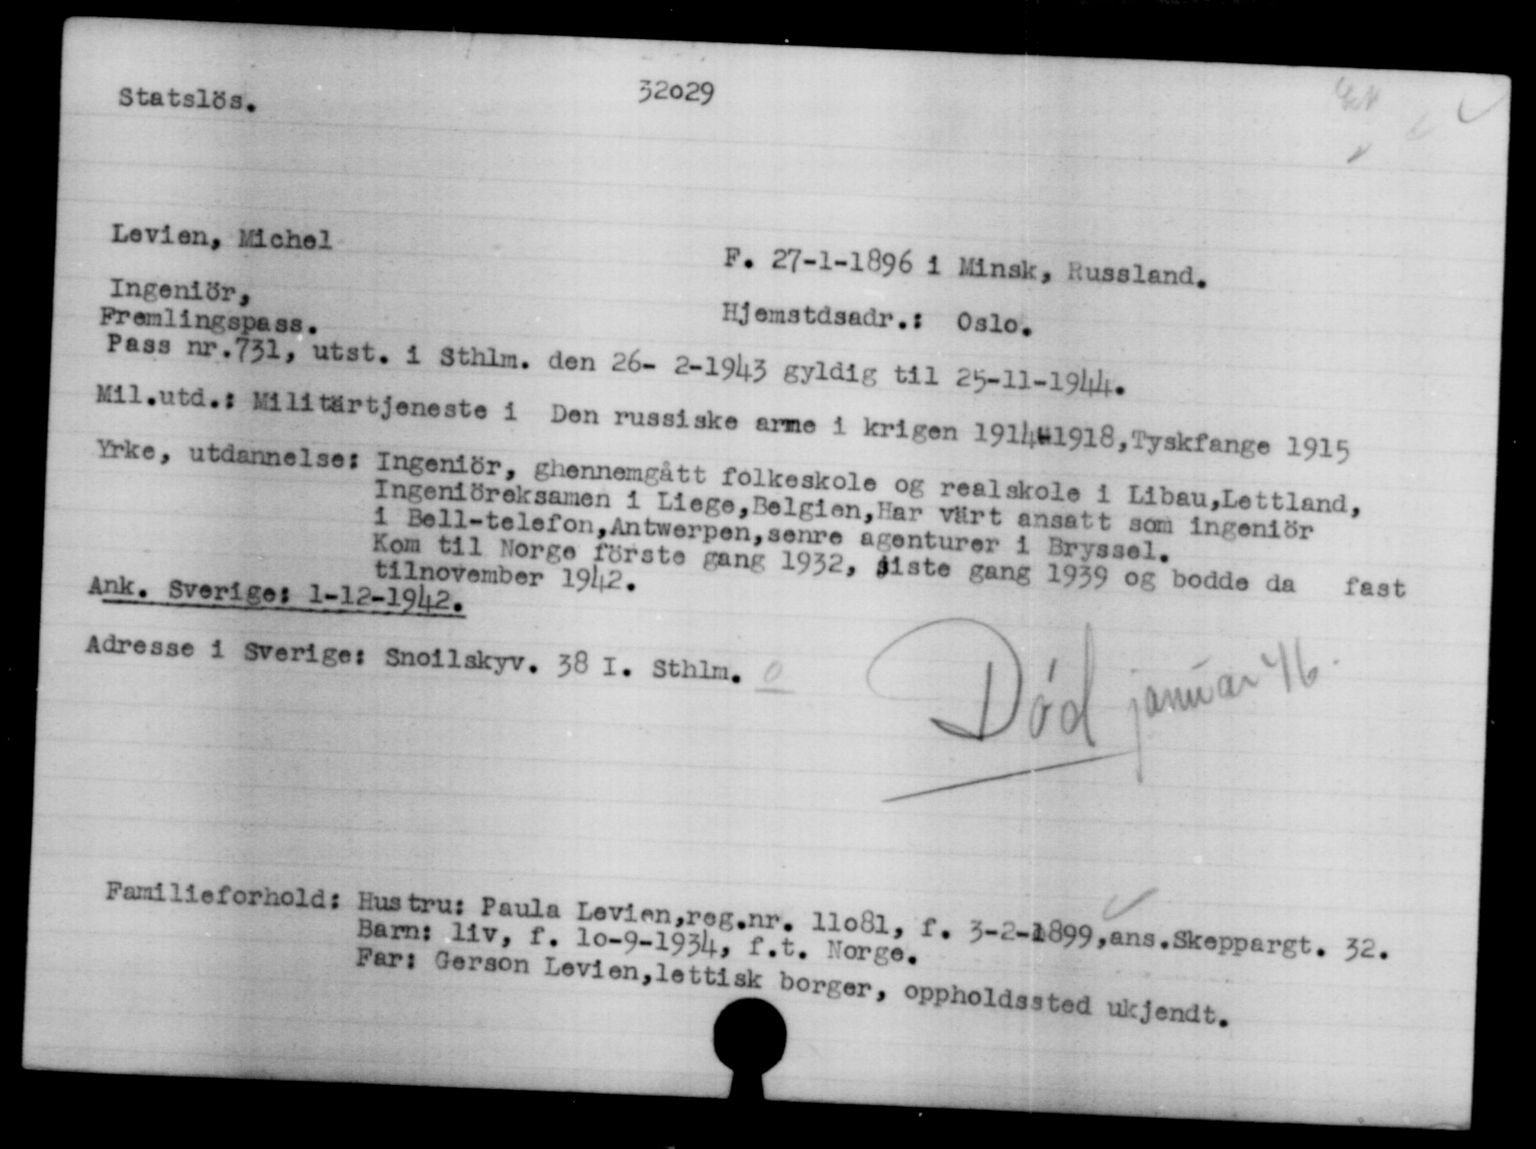 Statslös.
32029
Levien, Michel
F. 27-1-1896 i Minsk, Russland.
Ingeniör,
Hjemstdsadr.: Oslo.
Fremlingspass.
Pass nr.731, utst. i Sthlm. den 26- 2-1943 gyldig til 25-11-1944.
Mil.utd.: Militärtjeneste i Den russiske arme i krigen 1914-1918,Tyskfange 1915
Yrke, utdannelse: Ingeniör, ghennemgått folkeskole og realskole i Libau,Lettland,
Ingeniöreksamen i Liege,Belgien,Har värt ansatt som ingeniör
i Bell-telefon,Antwerpen,senre agenturer i Bryssel.
Kom til Norge förste gang 1932, siste gang 1939 og bodde da fast
tilnovember 1942.
Ank. Sverige: 1-12-1942.
Adresse i Sverige: Snoilskyv. 38 I. Sthlm.
Död januar 46.
Familieforhold: Hustru: Paula Levien,reg.nr. 11o81, f. 3-2-1899,ans.Skeppargt. 32.
Barn: liv, f. 1o-9-1934, f.t. Norge.
Far: Gerson Levien,lettisk borger, oppholdssted ukjendt.